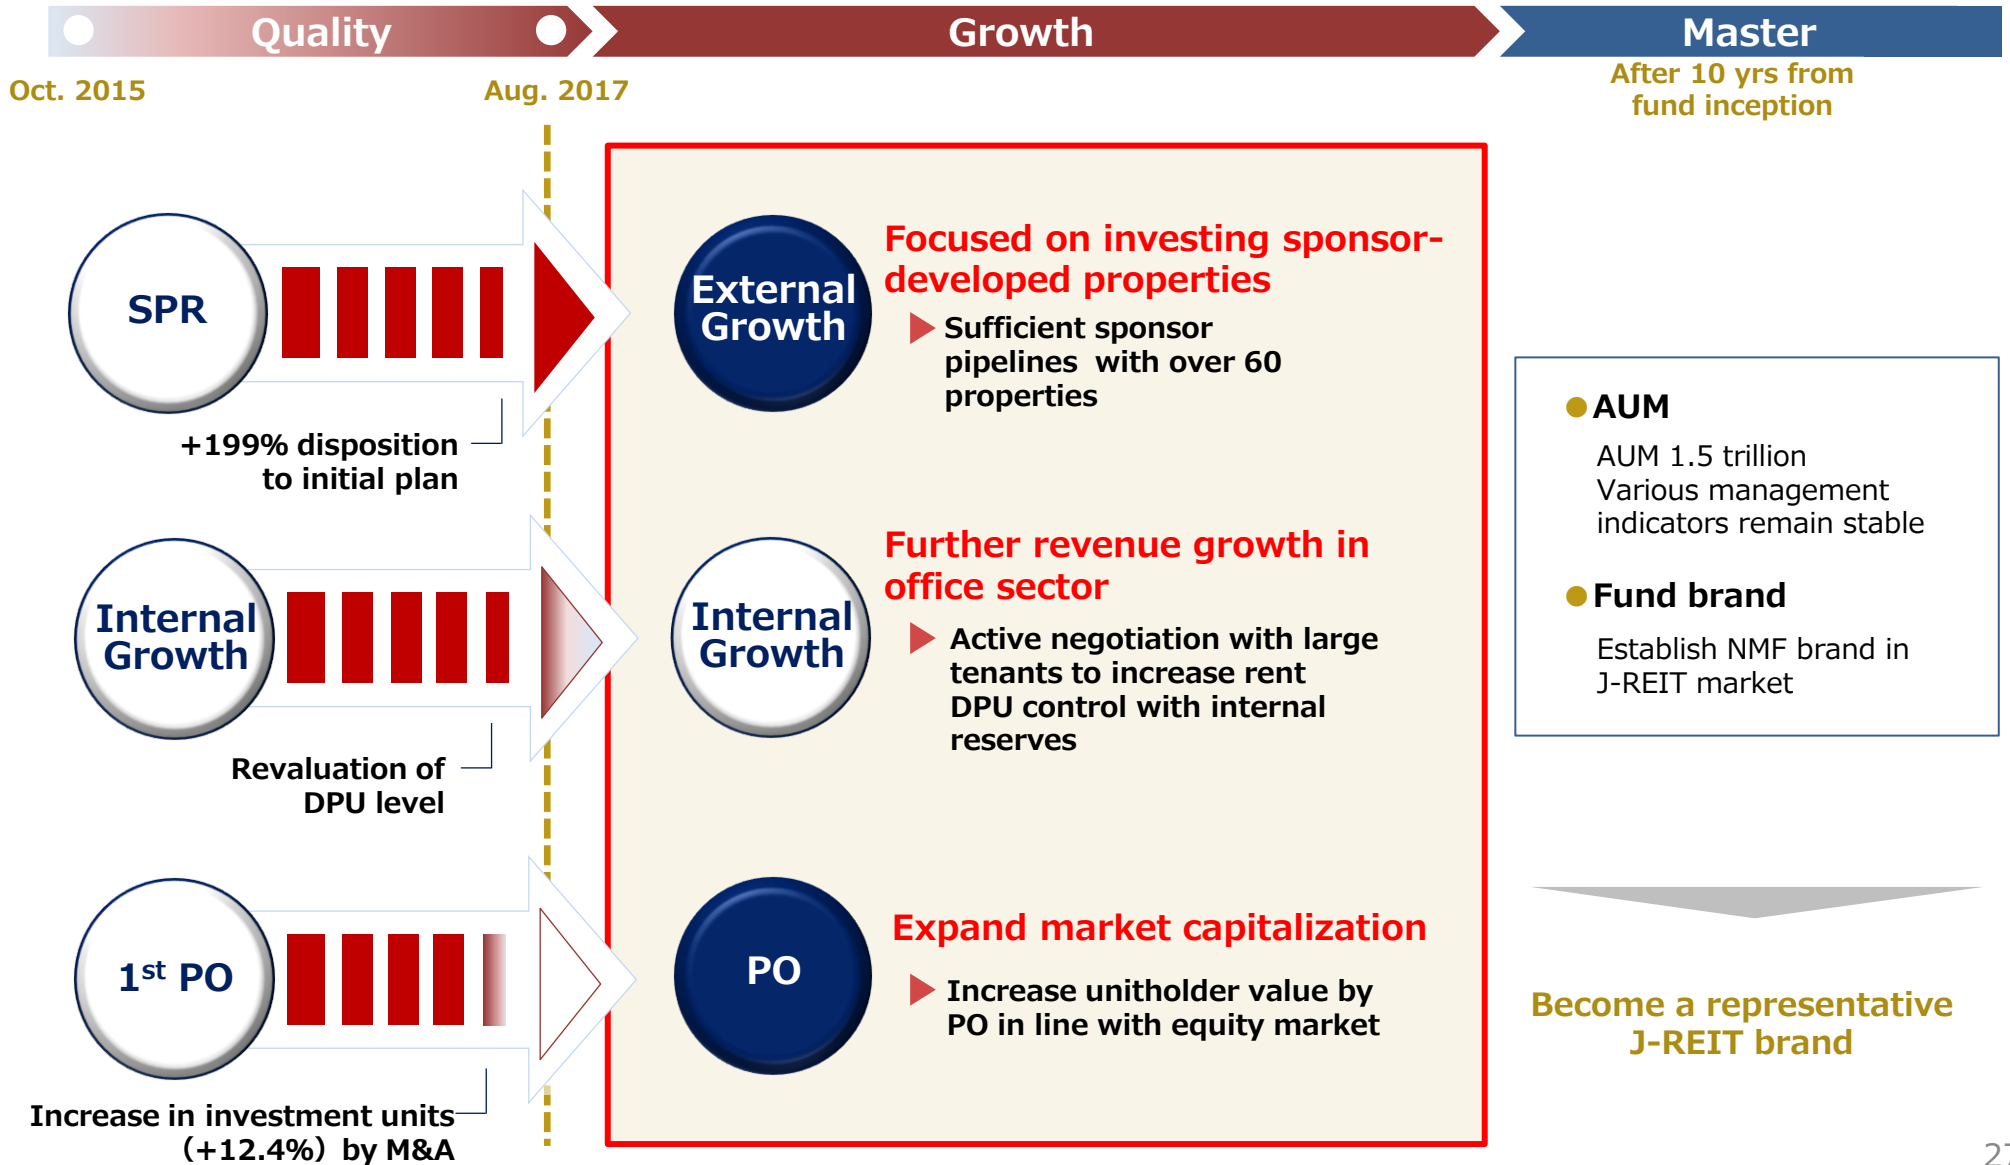 Quality
Growth
Master
Oct. 2015
Aug. 2017
After 10 yrs from
fund inception
SPR
+199% disposition
to initial plan
Internal
Growth
Revaluation of
DPU level
1st PO
Increase in investment units
（+12.4%）by M&A
External
Growth
Focused on investing sponsor-
developed properties
Sufficient sponsor
pipelines with over 60
properties
Internal
Growth
Further revenue growth in
office sector
Active negotiation with large
tenants to increase rent
DPU control with internal
reserves
PO
Expand market capitalization
Increase unitholder value by
PO in line with equity market
AUM
AUM 1.5 trillion
Various management
indicators remain stable
Fund brand
Establish NMF brand in
J-REIT market
Become a representative
J-REIT brand
27